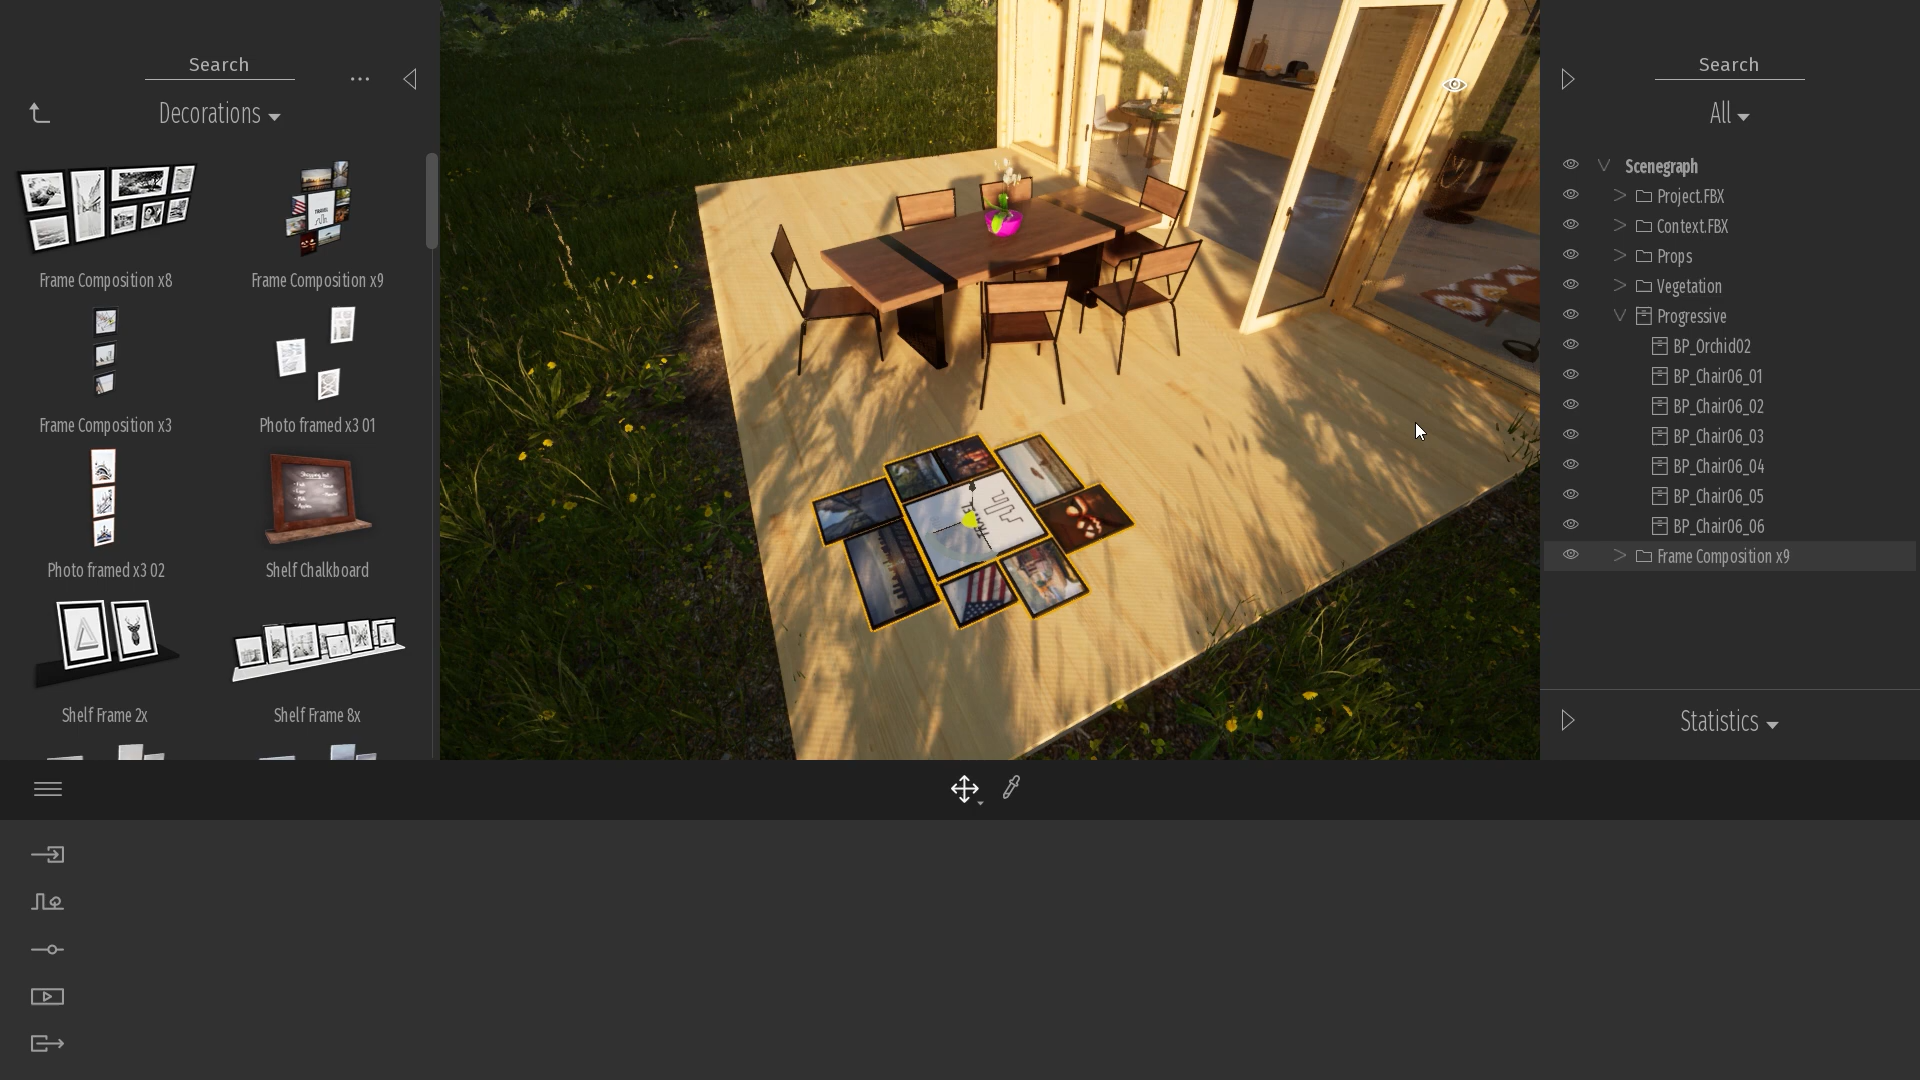 Search
Decorations
Frame Composition x8
Frame Composition x9
Frame Composition x3
Photo framed x3 01
Photo framed x3 02
Shelf Chalkboard
Shelf Frame 2x
Shelf Frame 8x
TRAVEL
Search
All
Scenegraph
Project.FBX
Context.FBX
Props
Vegetation
Progressive
BP_Orchid02
BP_Chair06_01
BP_Chair06_02
BP_Chair06_03
BP_Chair06_04
BP_Chair06_05
BP_Chair06_06
Frame Composition x9
Statistics